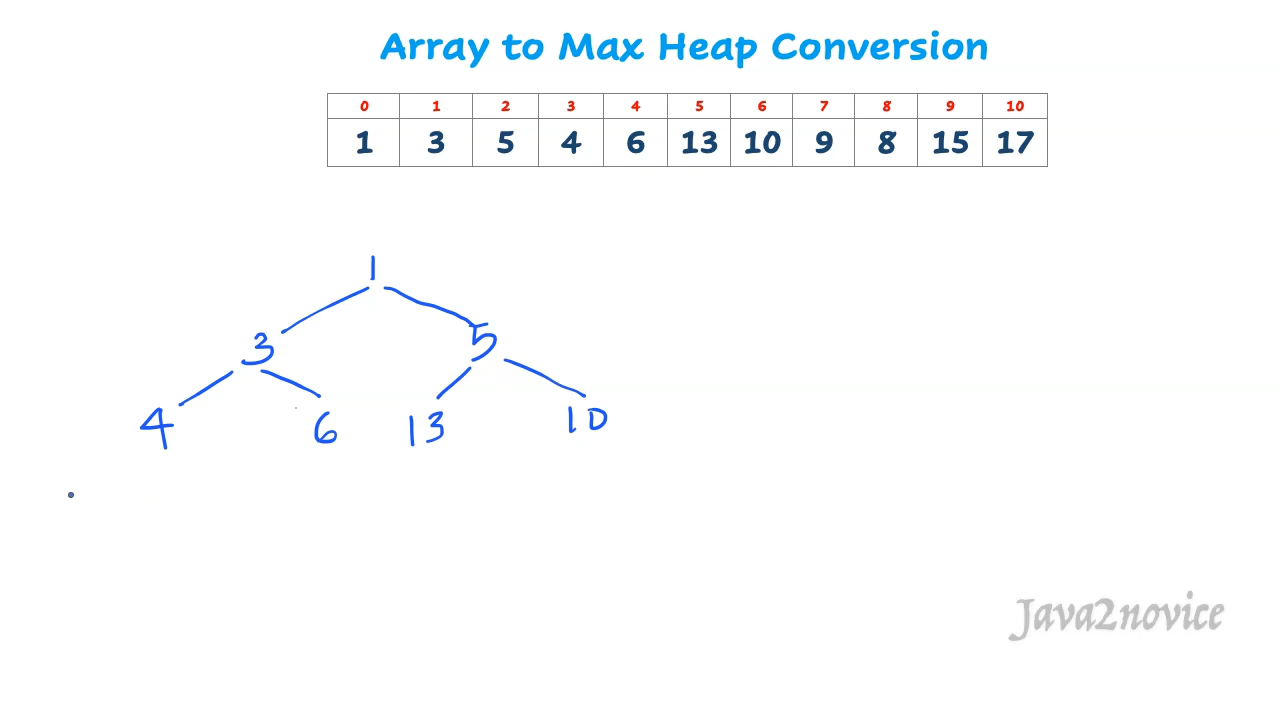 Array to Max Heap Conversion
0 1 2 3 4 5 6 7 8 9 10
1 3 5 4 6 13 10 9 8 15 17
1
3 5
4 6 13 10
Java2novice